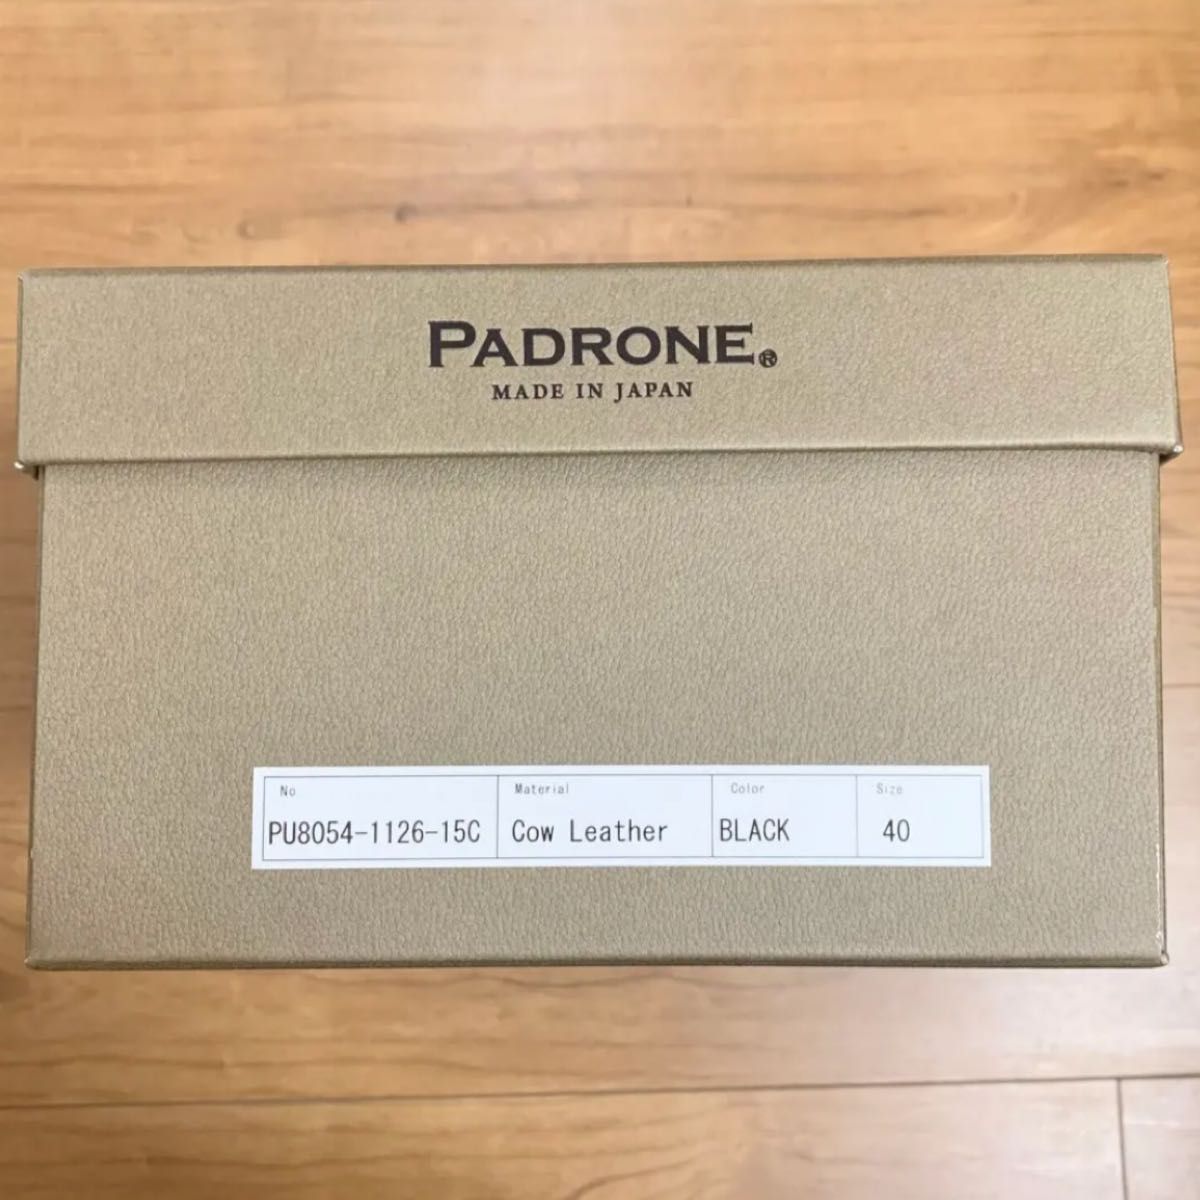 PADRONE®
MADE IN JAPAN
No Material Color Size
PU8054-1126-15C Cow Leather BLACK 40